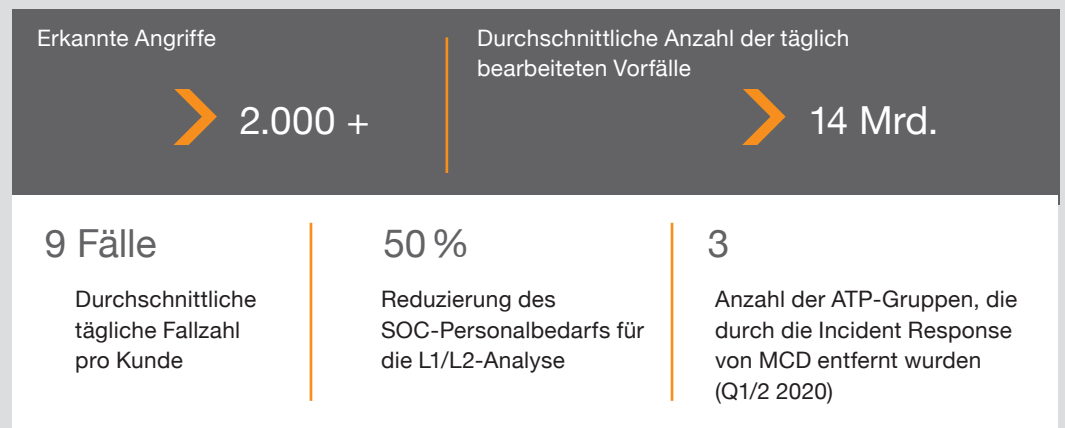 Erkannte Angriffe
2.000 +
Durchschnittliche Anzahl der täglich
bearbeiteten Vorfälle
14 Mrd.
9 Fälle
Durchschnittliche
tägliche Fallzahl
pro Kunde
50 %
Reduzierung des
SOC-Personalbedarfs für
die L1/L2-Analyse
3
Anzahl der ATP-Gruppen, die
durch die Incident Response
von MCD entfernt wurden
(Q1/2 2020)